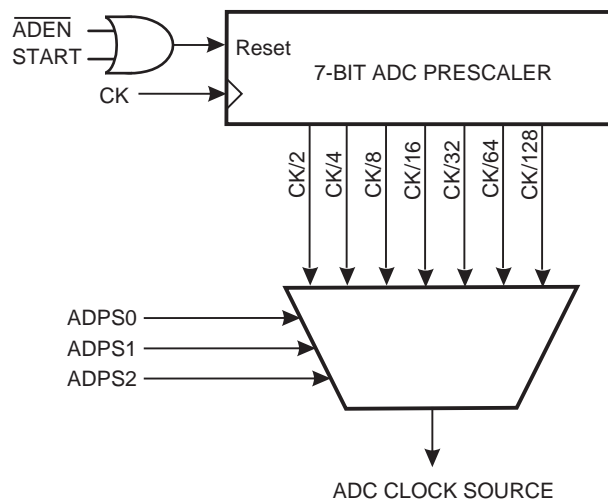 ADEN
START
Reset
7-BIT ADC PRESCALER
CK
CK/2
CK/4
CK/8
CK/16
CK/32
CK/64
CK/128
ADPS0
ADPS1
ADPS2
ADC CLOCK SOURCE